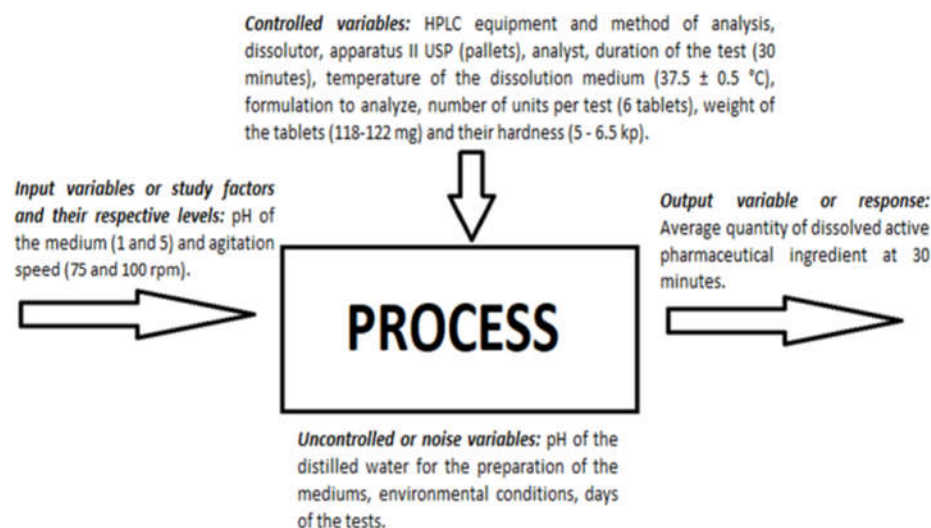 Controlled variables: HPLC equipment and method of analysis,
dissolutor, apparatus II USP (pallets), analyst, duration of the test (30
minutes), temperature of the dissolution medium (37.5 ± 0.5 °C),
formulation to analyze, number of units per test (6 tablets), weight of
the tablets (118-122 mg) and their hardness (5 - 6.5 kp).
Input variables or study factors
and their respective levels: pH of
the medium (1 and 5) and agitation
speed (75 and 100 rpm).
Output variable or response:
Average quantity of dissolved active
pharmaceutical ingredient at 30
minutes.
PROCESS
Uncontrolled or noise variables: pH of the
distilled water for the preparation of the
mediums, environmental conditions, days
of the tests.